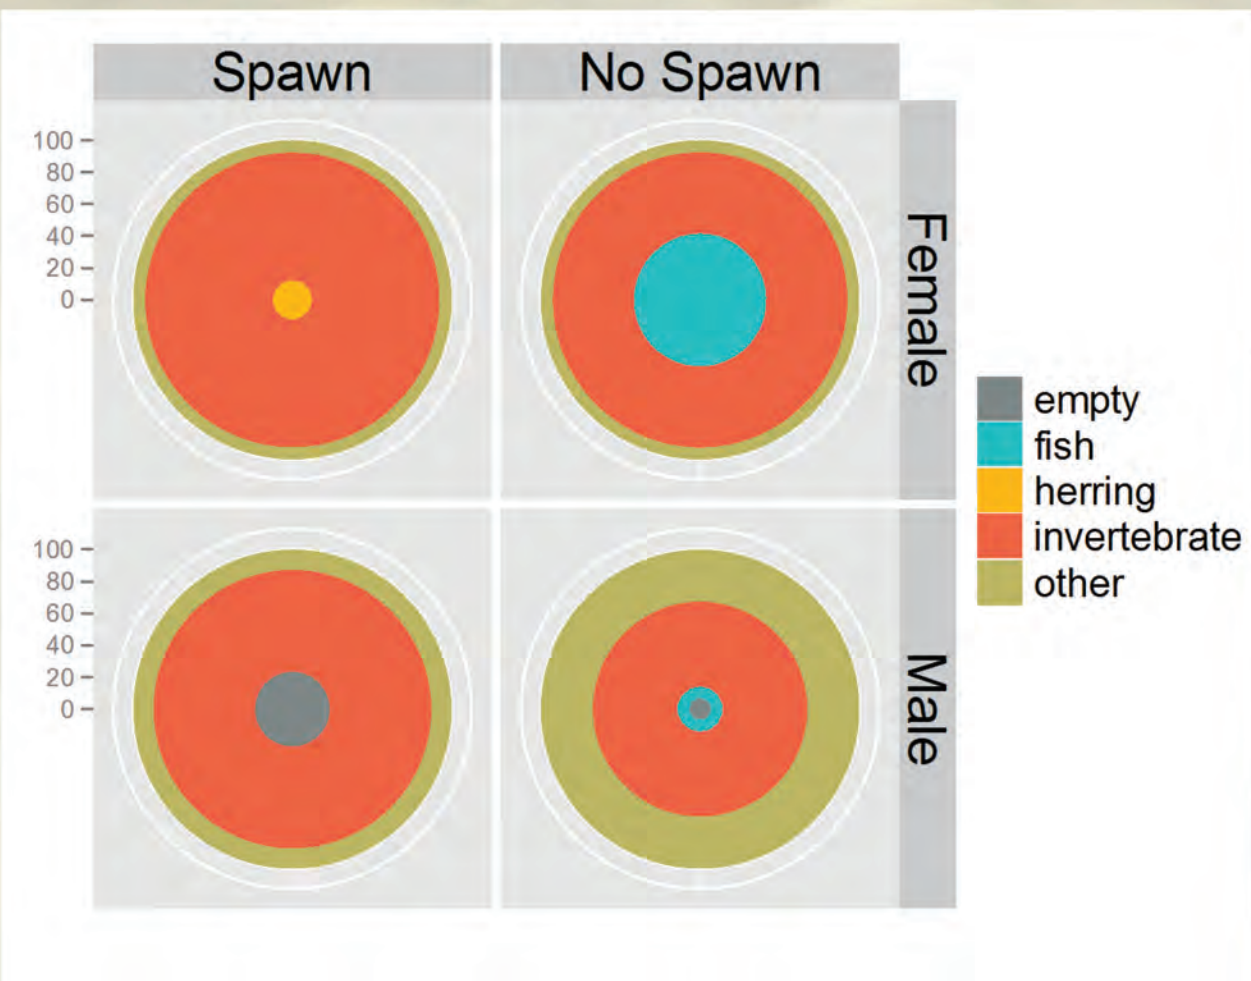 Spawn
No Spawn
100
80
60
40
20
0
Female
100
80
60
40
20
0
Male
empty
fish
herring
invertebrate
other